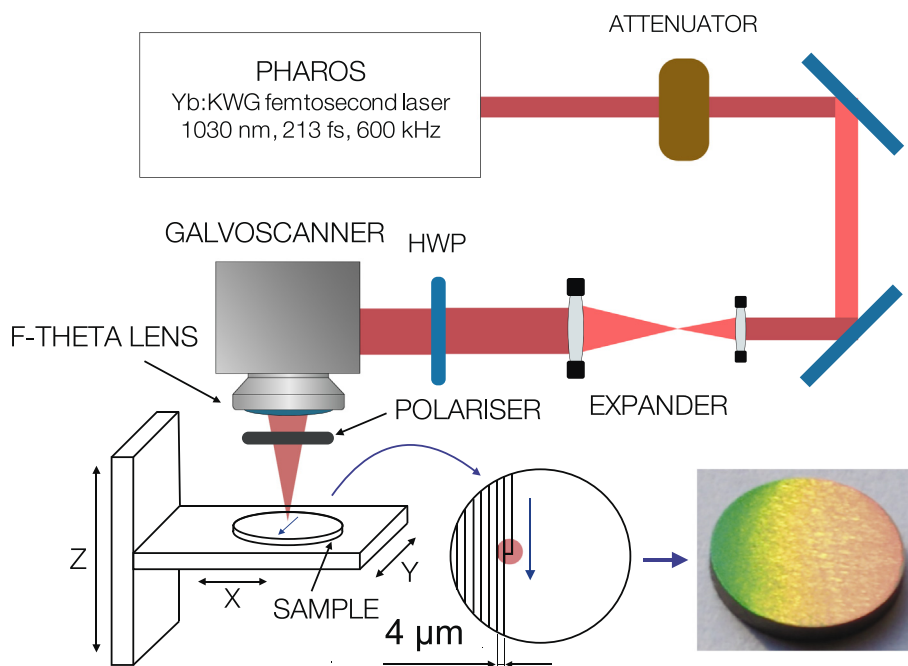 ATTENUATOR
PHAROS
Yb:KWG femtosecond laser
1030 nm, 213 fs, 600 kHz
GALVOSCANNER
HWP
F-THETA LENS
POLARISER
EXPANDER
Z
X
Y
SAMPLE
4 µm